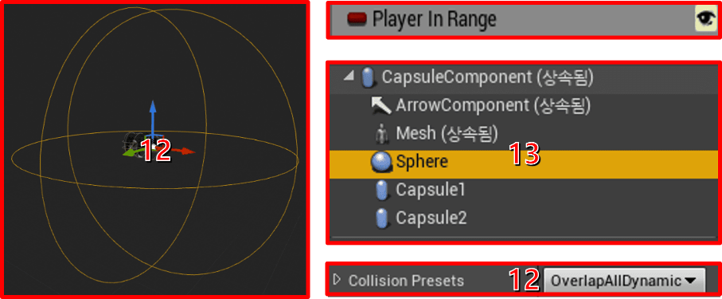 12
Player In Range
CapsuleComponent (상속됨)
ArrowComponent (상속됨)
Mesh (상속됨)
Sphere
13
Capsule1
Capsule2
Collision Presets
12
OverlapAllDynamic